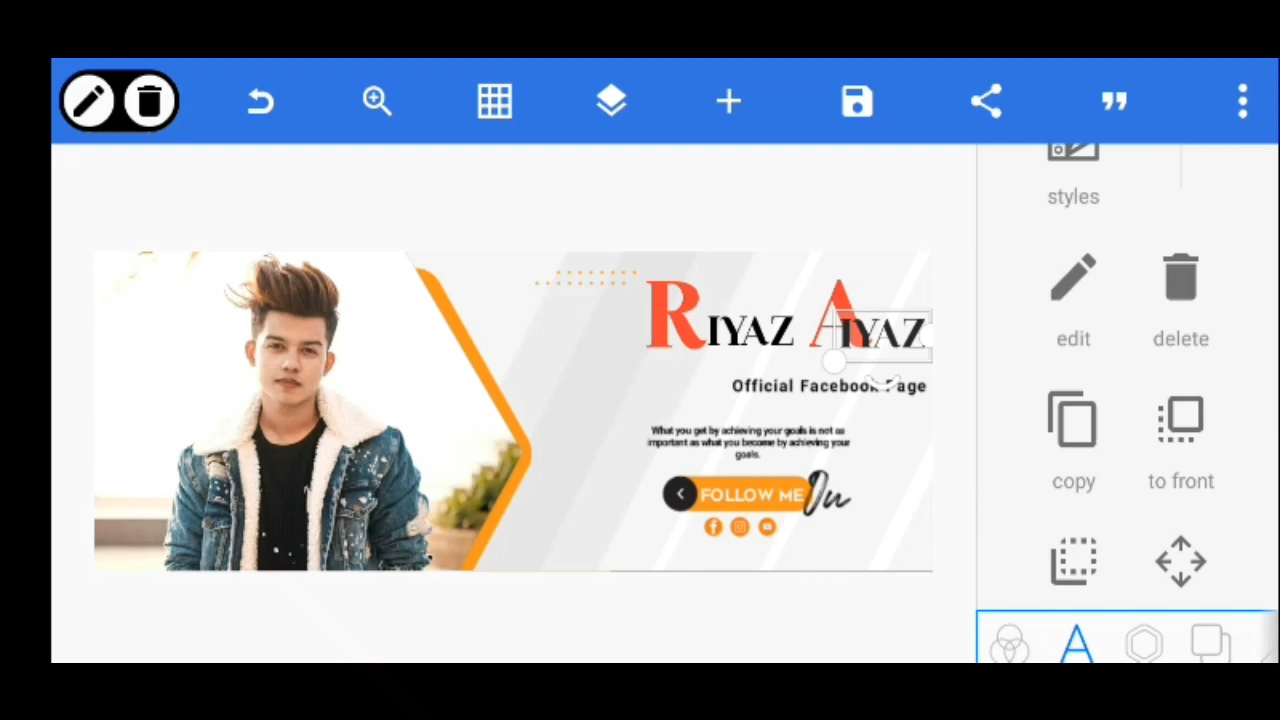 styles
edit
delete
copy
to front
RIYAZ AIYAZ
Official Facebook Page
What you get by achieving your goals is not as
important as what you become by achieving your
goals.
FOLLOW ME On